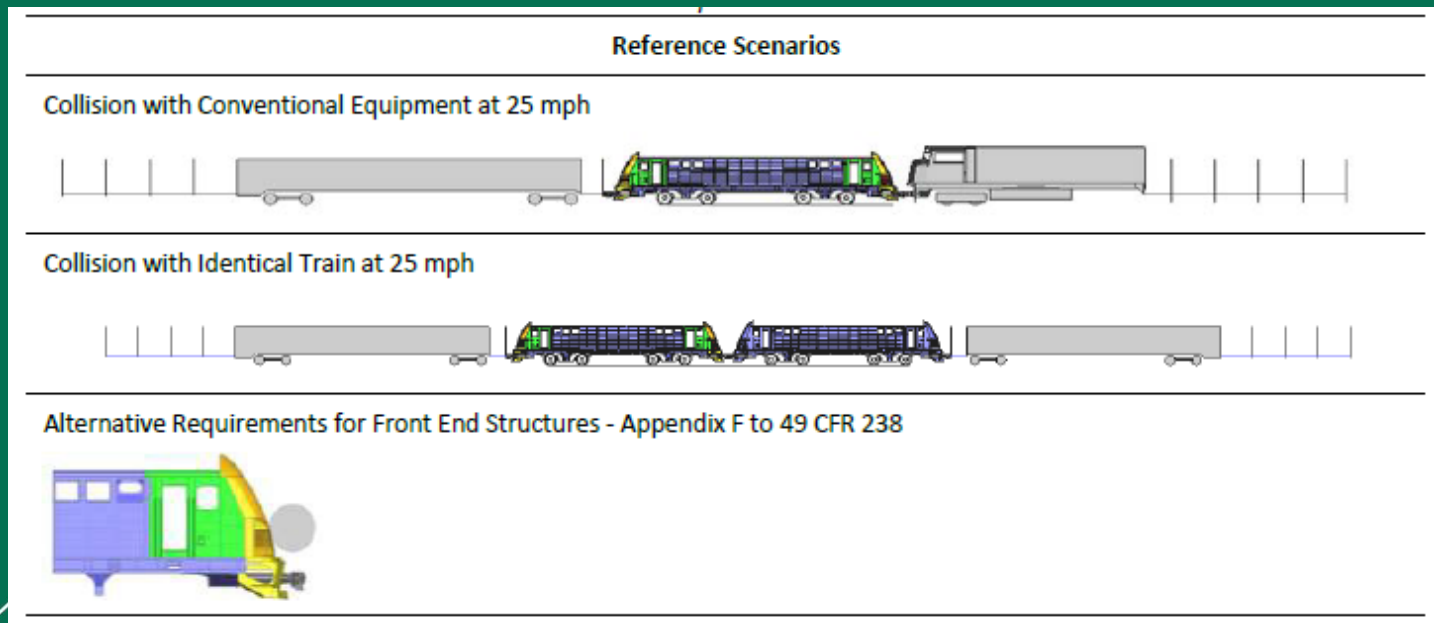 Reference Scenarios
Collision with Conventional Equipment at 25 mph
Collision with Identical Train at 25 mph
Alternative Requirements for Front End Structures - Appendix F to 49 CFR 238